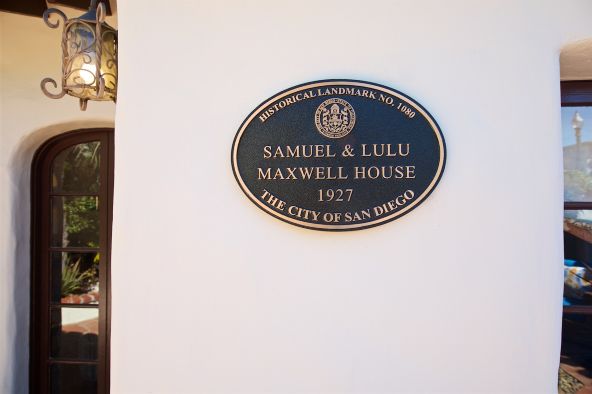 HISTORICAL LANDMARK NO. 1080
SAMUEL & LULU
MAXWELL HOUSE
1927
THE CITY OF SAN DIEGO